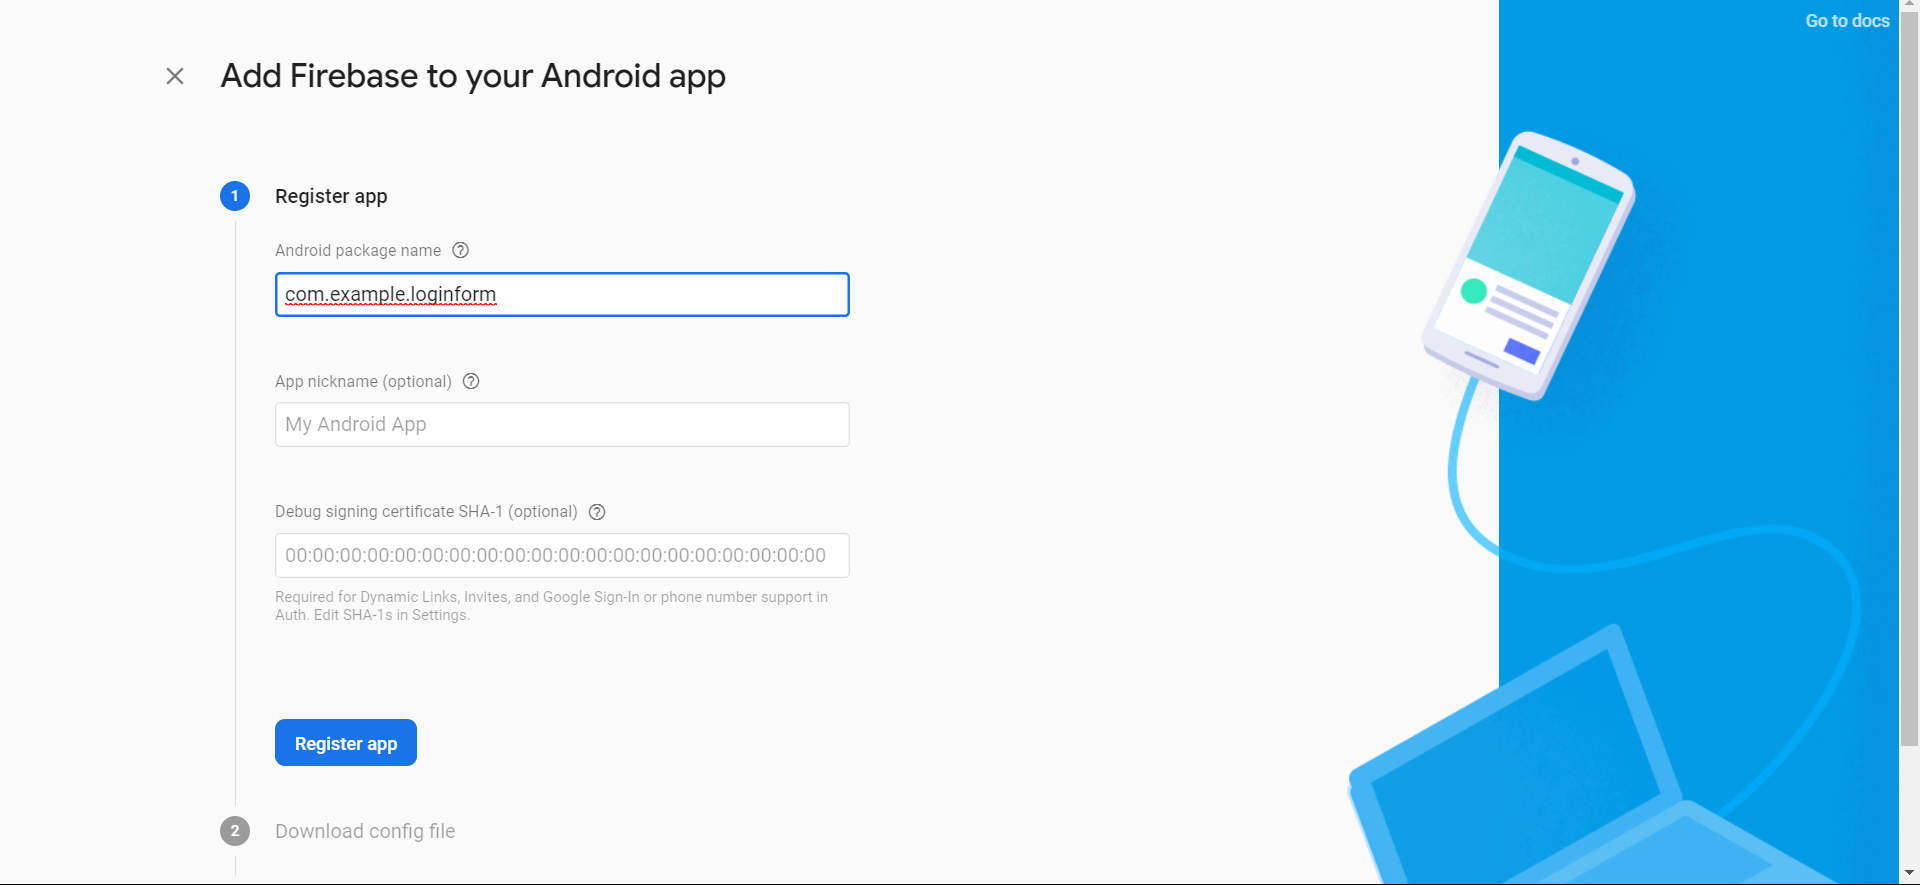 Go to docs
Add Firebase to your Android app
1 Register app
Android package name ?
com.example.loginform
App nickname (optional) ?
My Android App
Debug signing certificate SHA-1 (optional) ?
00:00:00:00:00:00:00:00:00:00:00:00:00:00:00:00:00:00:00:00
Required for Dynamic Links, Invites, and Google Sign-In or phone number support in
Auth. Edit SHA-1s in Settings.
Register app
2 Download config file